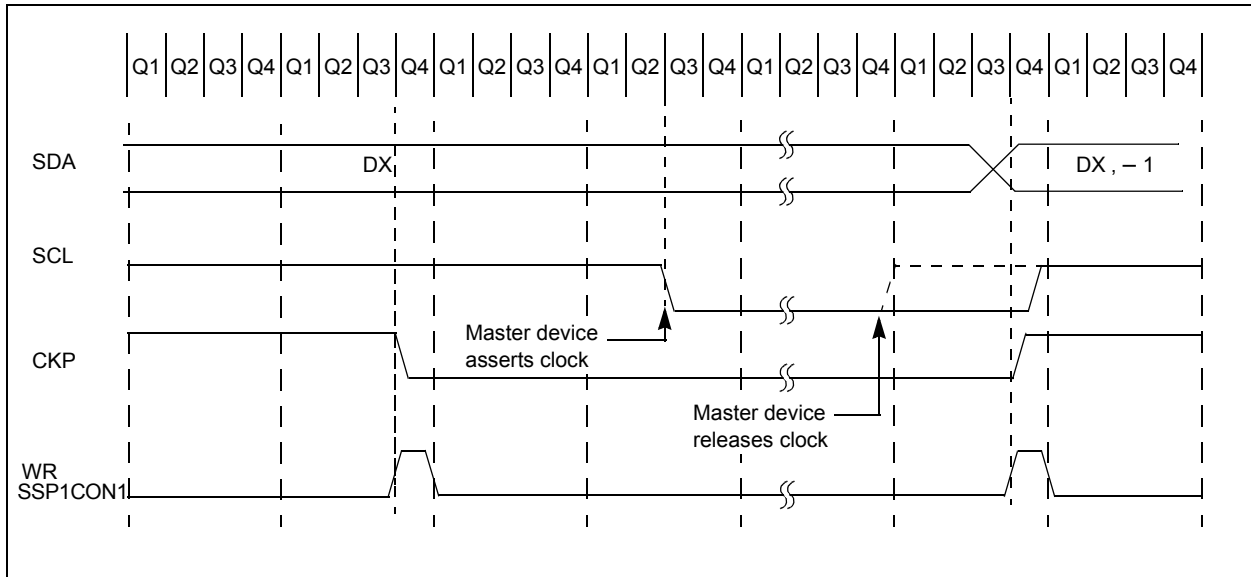 Q1 Q2 Q3 Q4 Q1 Q2 Q3 Q4 Q1 Q2 Q3 Q4 Q1 Q2 Q3 Q4 Q1 Q2 Q3 Q4 Q1 Q2 Q3 Q4 Q1 Q2 Q3 Q4
SDA
DX
DX , – 1
SCL
Master device
asserts clock
CKP
Master device
releases clock
WR
SSP1CON1